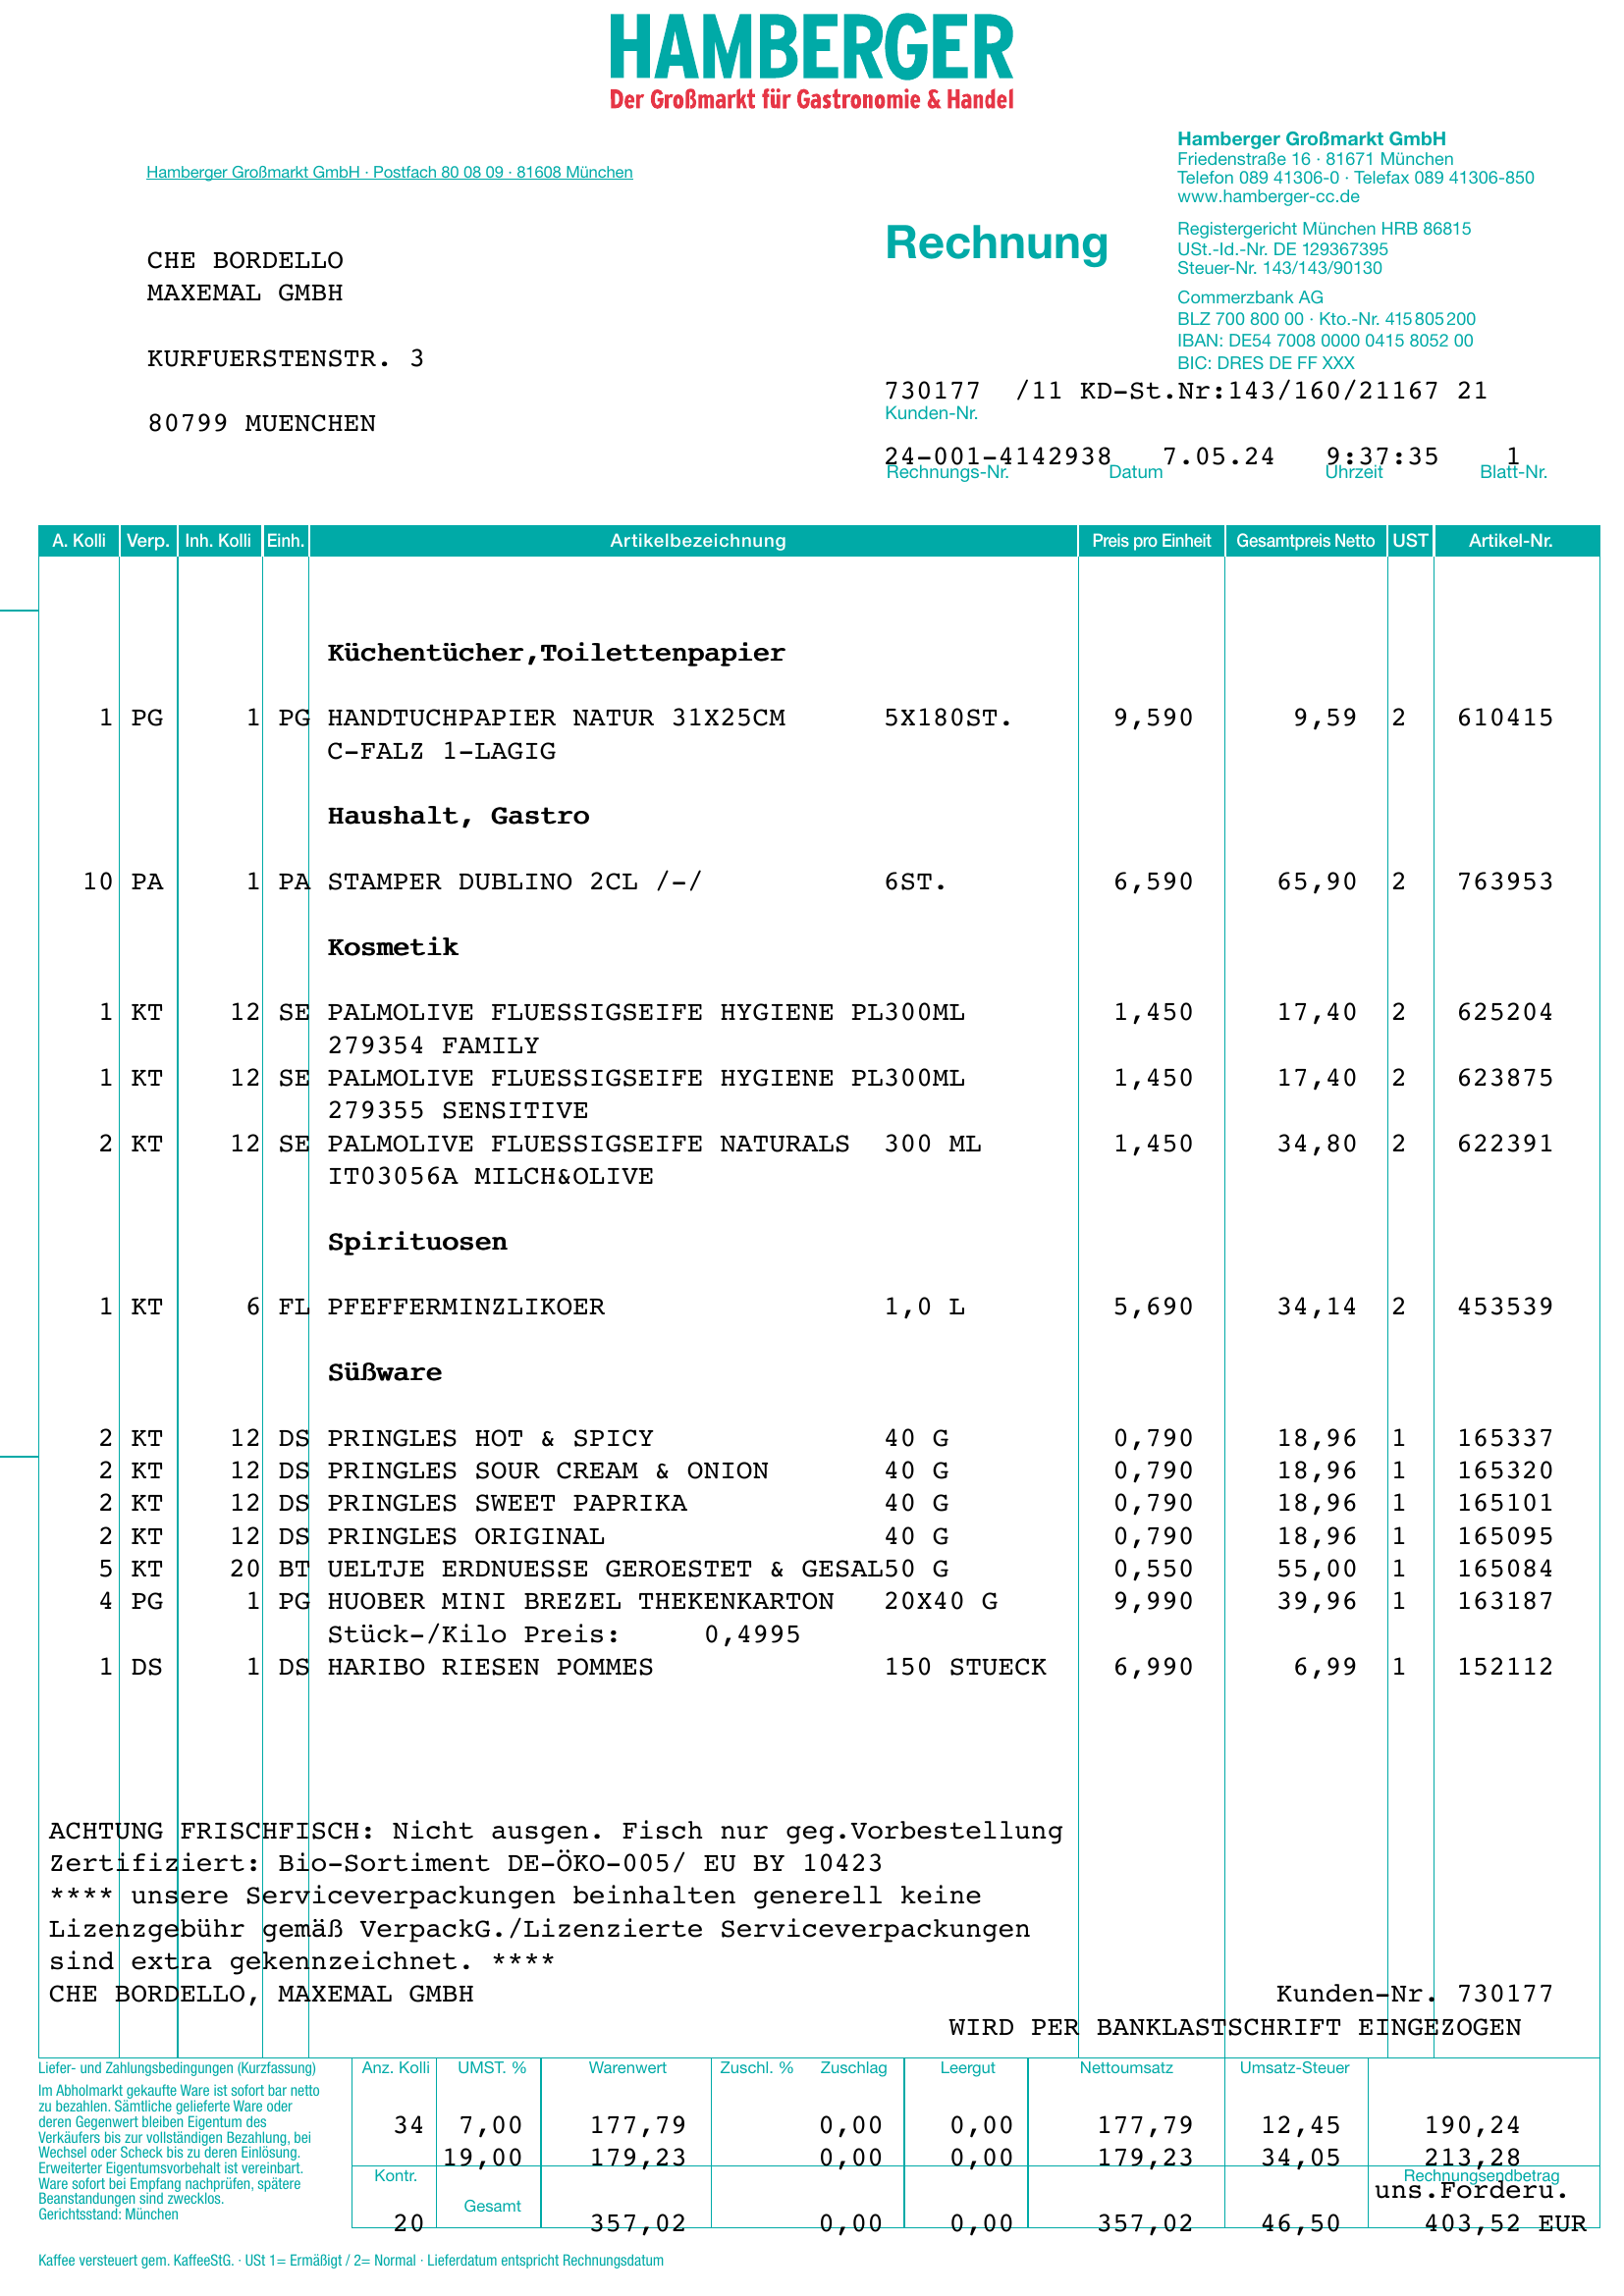 HAMBERGER
Der Großmarkt für Gastronomie & Handel
Hamberger Großmarkt GmbH
Friedenstraße 16 · 81671 München
Telefon 089 41306-0 · Telefax 089 41306-850
www.hamberger-cc.de
Hamberger Großmarkt GmbH · Postfach 80 08 09 · 81608 München
Registergericht München HRB 86815
USt.-Id.-Nr. DE 129367395
Steuer-Nr. 143/143/90130
Commerzbank AG
BLZ 700 800 00 · Kto.-Nr. 415 805 200
IBAN: DE54 7008 0000 0415 8052 00
BIC: DRES DE FF XXX
Rechnung
CHE BORDELLO
MAXEMAL GMBH
KURFUERSTENSTR. 3
80799 MUENCHEN
730177 /11 KD-St.Nr:143/160/21167 21
Kunden-Nr.
24-001-4142938 7.05.24 9:37:35 1
Rechnungs-Nr. Datum Uhrzeit Blatt-Nr.
A. Kolli Verp. Inh. Kolli Einh. Artikelbezeichnung Preis pro Einheit Gesamtpreis Netto UST Artikel-Nr.
Küchentücher,Toilettenpapier
1 PG 1 PG HANDTUCHPAPIER NATUR 31X25CM 5X180ST. 9,590 9,59 2 610415
C-FALZ 1-LAGIG
Haushalt, Gastro
10 PA 1 PA STAMPER DUBLINO 2CL /-/ 6ST. 6,590 65,90 2 763953
Kosmetik
1 KT 12 SE PALMOLIVE FLUESSIGSEIFE HYGIENE PL300ML 1,450 17,40 2 625204
279354 FAMILY
1 KT 12 SE PALMOLIVE FLUESSIGSEIFE HYGIENE PL300ML 1,450 17,40 2 623875
279355 SENSITIVE
2 KT 12 SE PALMOLIVE FLUESSIGSEIFE NATURALS 300 ML 1,450 34,80 2 622391
IT03056A MILCH&OLIVE
Spirituosen
1 KT 6 FL PFEFFERMINZLIKOER 1,0 L 5,690 34,14 2 453539
Süßware
2 KT 12 DS PRINGLES HOT & SPICY 40 G 0,790 18,96 1 165337
2 KT 12 DS PRINGLES SOUR CREAM & ONION 40 G 0,790 18,96 1 165320
2 KT 12 DS PRINGLES SWEET PAPRIKA 40 G 0,790 18,96 1 165101
2 KT 12 DS PRINGLES ORIGINAL 40 G 0,790 18,96 1 165095
5 KT 20 BT UELTJE ERDNUESSE GEROESTET & GESAL50 G 0,550 55,00 1 165084
4 PG 1 PG HUOBER MINI BREZEL THEKENKARTON 20X40 G 9,990 39,96 1 163187
Stück-/Kilo Preis: 0,4995
1 DS 1 DS HARIBO RIESEN POMMES 150 STUECK 6,990 6,99 1 152112
ACHTUNG FRISCHFISCH: Nicht ausgen. Fisch nur geg.Vorbestellung
Zertifiziert: Bio-Sortiment DE-ÖKO-005/ EU BY 10423
**** unsere Serviceverpackungen beinhalten generell keine
Lizenzgebühr gemäß VerpackG./Lizenzierte Serviceverpackungen
sind extra gekennzeichnet. ****
CHE BORDELLO, MAXEMAL GMBH Kunden-Nr. 730177
WIRD PER BANKLASTSCHRIFT EINGEZOGEN
Liefer- und Zahlungsbedingungen (Kurzfassung)
Im Abholmarkt gekaufte Ware ist sofort bar netto
zu bezahlen. Sämtliche gelieferte Ware oder
deren Gegenwert bleiben Eigentum des
Verkäufers bis zur vollständigen Bezahlung, bei
Wechsel oder Scheck bis zu deren Einlösung.
Erweiterter Eigentumsvorbehalt ist vereinbart.
Ware sofort bei Empfang nachprüfen, spätere
Beanstandungen sind zwecklos.
Gerichtsstand: München
Anz. Kolli UMST. % Warenwert Zuschl. % Zuschlag Leergut Nettoumsatz Umsatz-Steuer
34 7,00 177,79 0,00 0,00 177,79 12,45 190,24
19,00 179,23 0,00 0,00 179,23 34,05 213,28
Kontr. Rechnungsendbetrag
uns.Forderu.
Gesamt
20 357,02 0,00 0,00 357,02 46,50 403,52 EUR
Kaffee versteuert gem. KaffeeStG. · USt 1= Ermäßigt / 2= Normal · Lieferdatum entspricht Rechnungsdatum